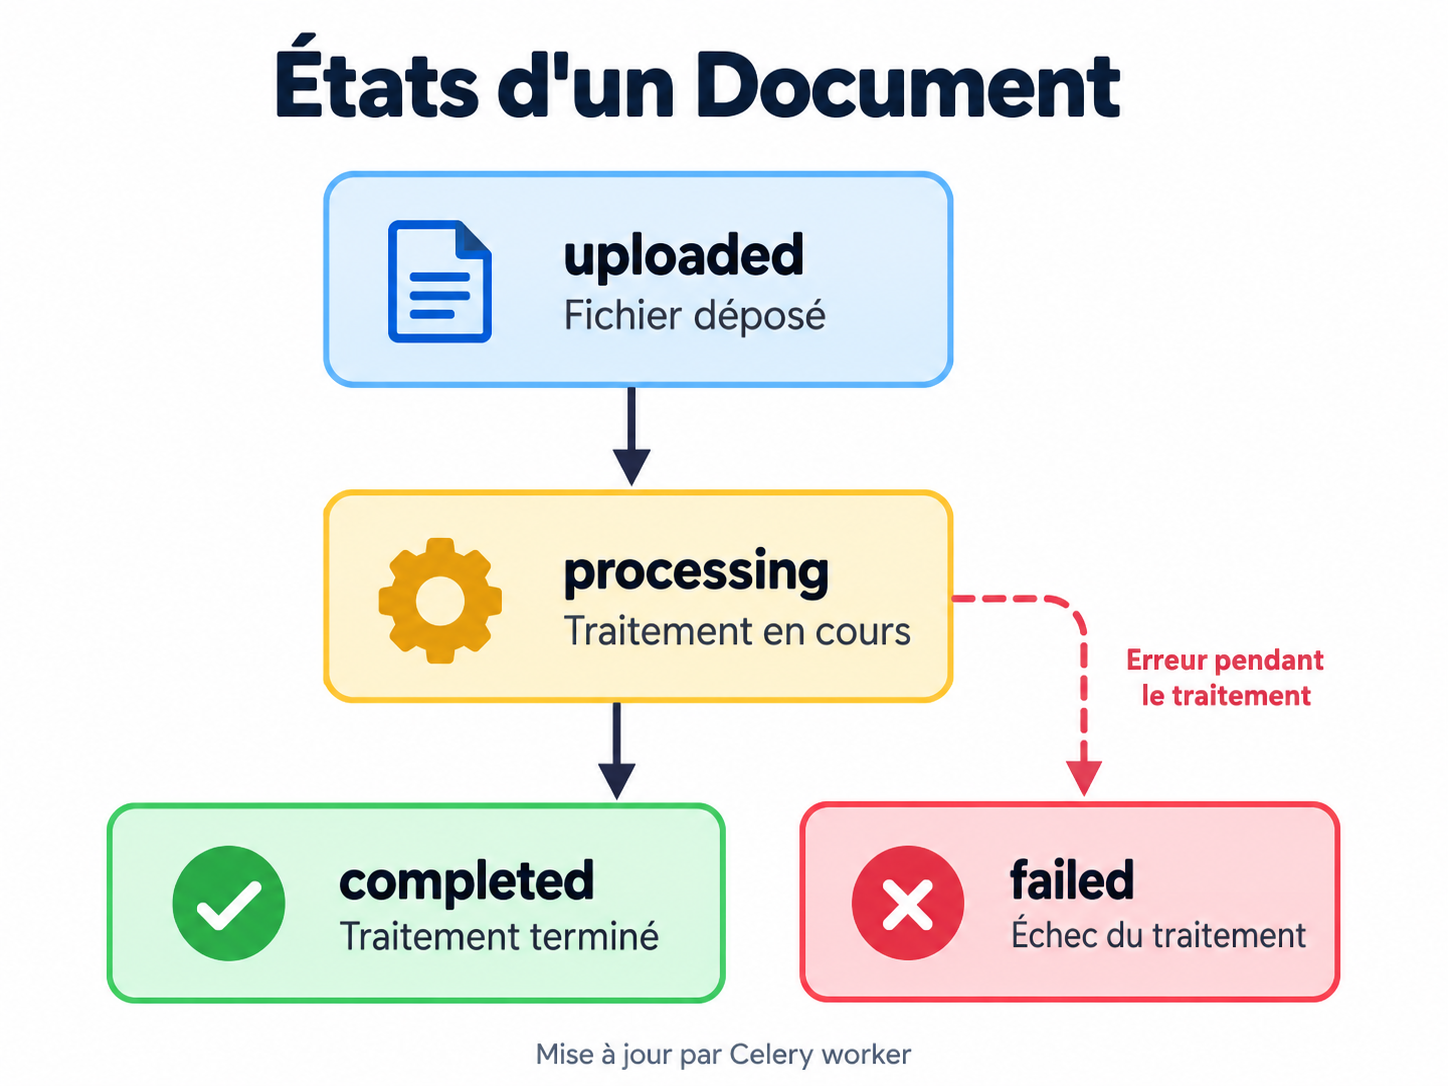 États d'un Document
uploaded
Fichier déposé
processing
Traitement en cours
Erreur pendant
le traitement
completed
Traitement terminé
failed
Échec du traitement
Mise à jour par Celery worker